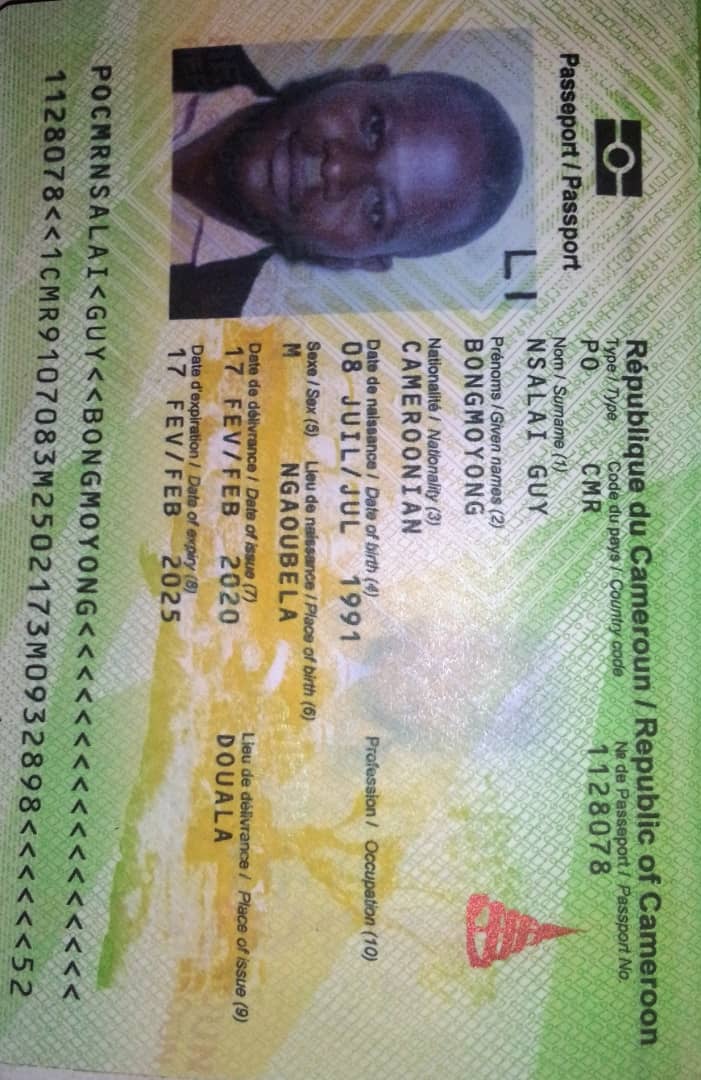 République du Cameroun / Republic of Cameroon
Passeport / Passport
Type / Type Code du pays / Country code № de Passeport / Passport No.
PO CMR 1128078
Nom / Surname (1)
NSALAI GUY
Prénoms / Given names (2)
BONGMOYONG
Nationalité / Nationality (3)
CAMEROONIAN
Date de naissance / Date of birth (4) Profession / Occupation (10)
08 JUIL/JUL 1991
Sexe / Sex (5) Lieu de naissance / Place of birth (6)
M NGAOUBELA
Date de délivrance / Date of issue (7) Lieu de délivrance / Place of issue (9)
17 FEV/FEB 2020 DOUALA
Date d'expiration / Date of expiry (8)
17 FEV/FEB 2025
POCMRNSALAI<GUY<<BONGMOYONG<<<<<<<<<<<<<<<<<
1128078<<1CMR9107083M2502173M0932898<<<<<<52